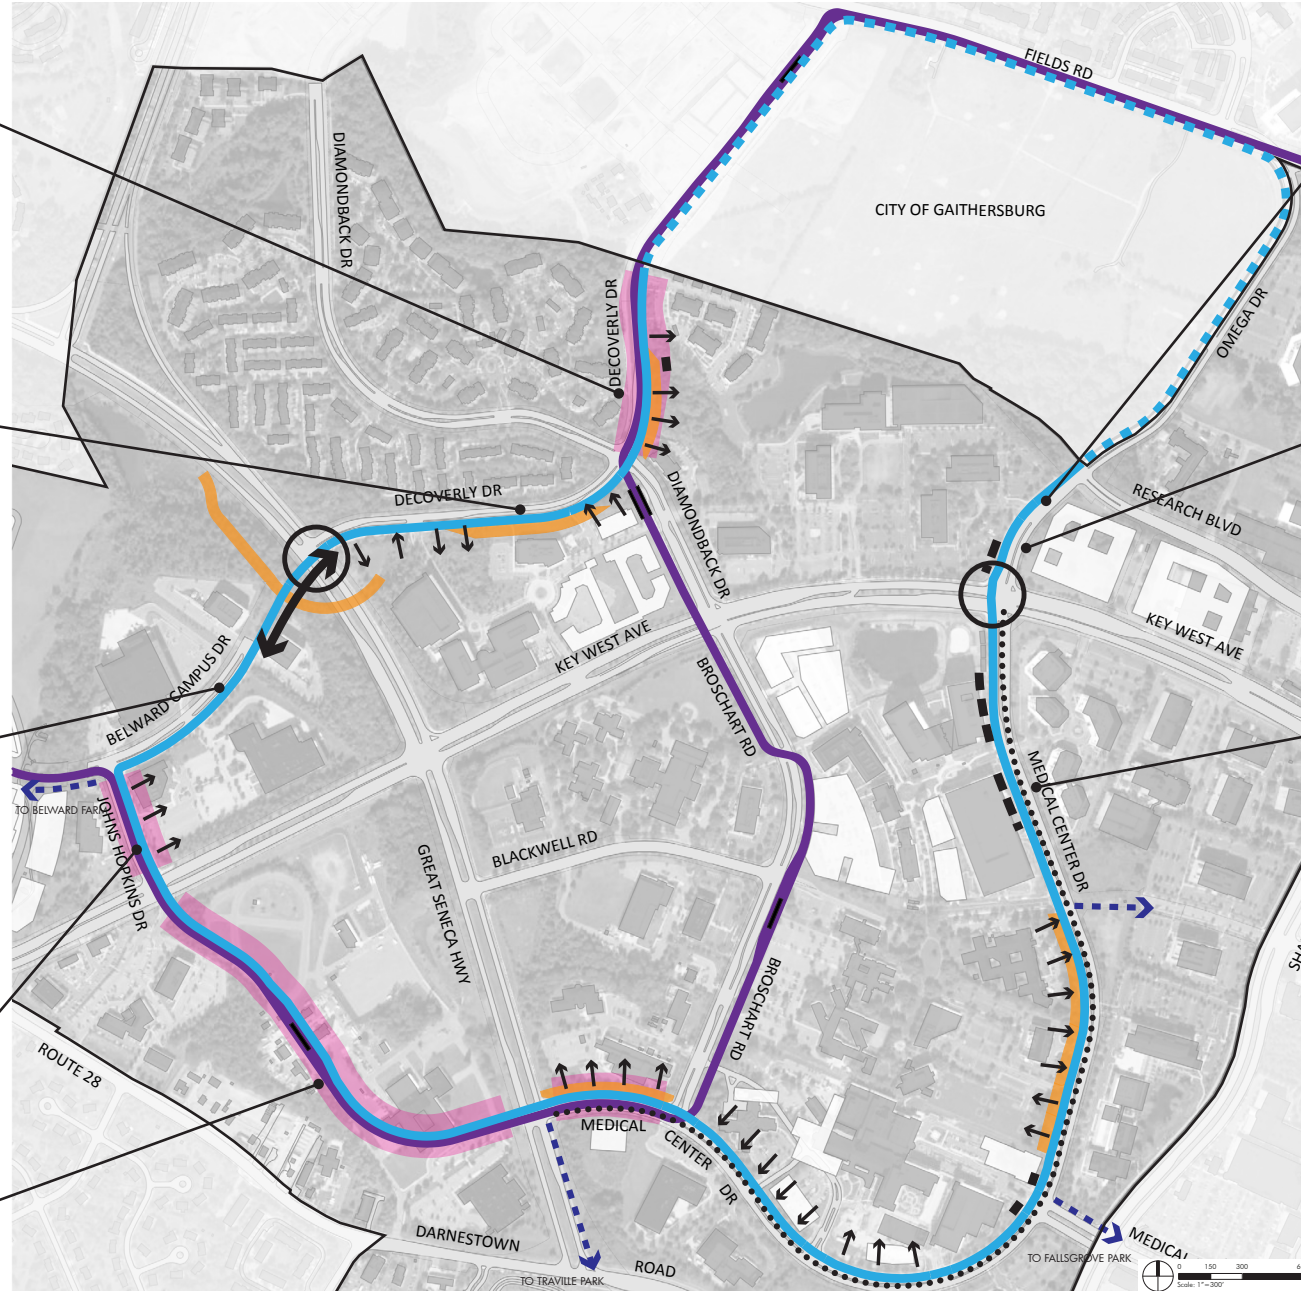 FIELDS RD
CITY OF GAITHERSBURG
DIAMONDBACK DR
DECOVERLY DR
OMEGA DR
DECOVERLY DR
DIAMONDBACK DR
RESEARCH BLVD
KEY WEST AVE
KEY WEST AVE
BELWARD CAMPUS DR
BROSCHART RD
MEDICAL CENTER DR
TO BELWARD FARM
JOHNS HOPKINS DR
GREAT SENECA HWY
BLACKWELL RD
BROSCHART RD
SHA
ROUTE 28
MEDICAL
CENTER
DR
DARNESTOWN
ROAD
TO TRAVILLE PARK
TO FALLSGROVE PARK
MEDICAL
0 150 300 6
Scale: 1"=300'